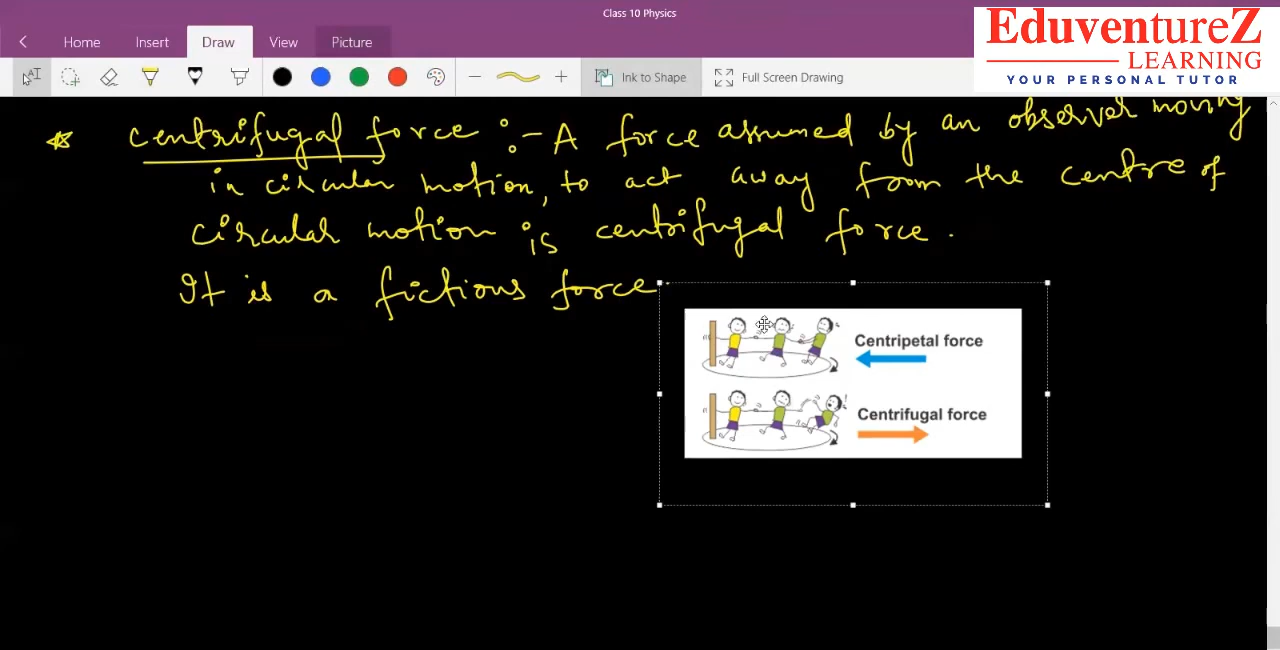 Class 10 Physics
Home Insert Draw View Picture
EduventureZ
LEARNING
YOUR PERSONAL TUTOR
Ink to Shape Full Screen Drawing
Centrifugal force :- A force assumed by an observer moving
in circular motion, to act away from the centre of
circular motion is centrifugal force.
It is a fictious force
Centripetal force
Centrifugal force